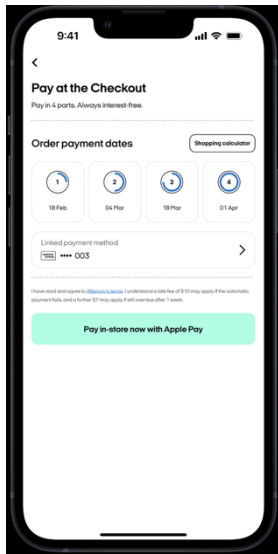 9:41
Pay at the Checkout
Pay in 4 parts. Always interest-free.
Order payment dates
Shopping calculator
1
2
3
4
18 Feb
04 Mar
18 Mar
01 Apr
Linked payment method
•••• 003
I have read and agree to Afterpay's terms. I understand a late fee of $10 may apply if the automatic
payment fails, and a further $7 may apply if still overdue after 1 week.
Pay in-store now with Apple Pay